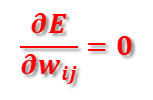 ∂E/∂w_ij = 0